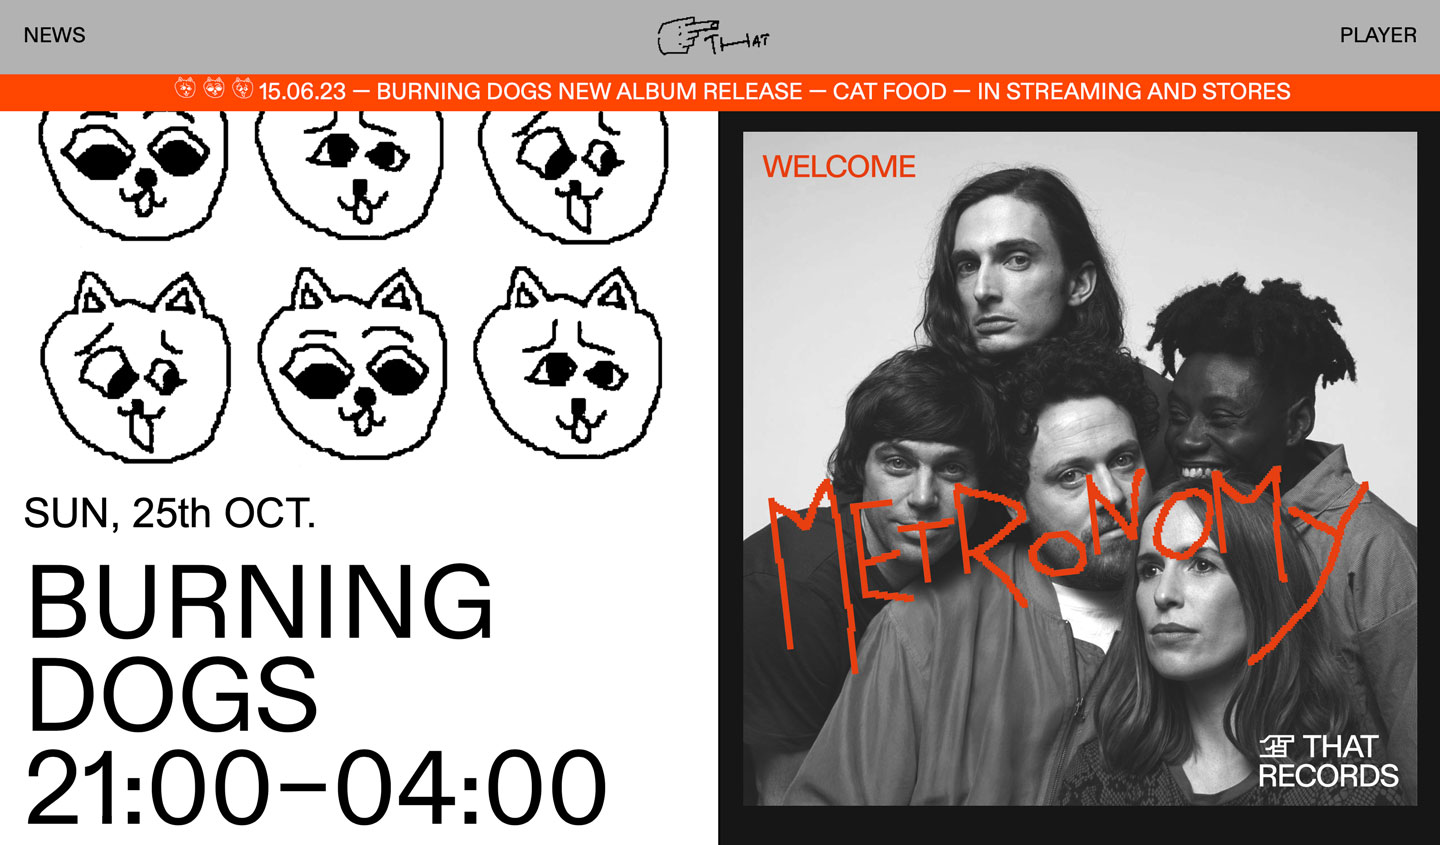 NEWS
THAT
PLAYER
15.06.23 — BURNING DOGS NEW ALBUM RELEASE — CAT FOOD — IN STREAMING AND STORES
SUN, 25th OCT.
BURNING
DOGS
21:00–04:00
WELCOME
METRONOMY
THAT
RECORDS